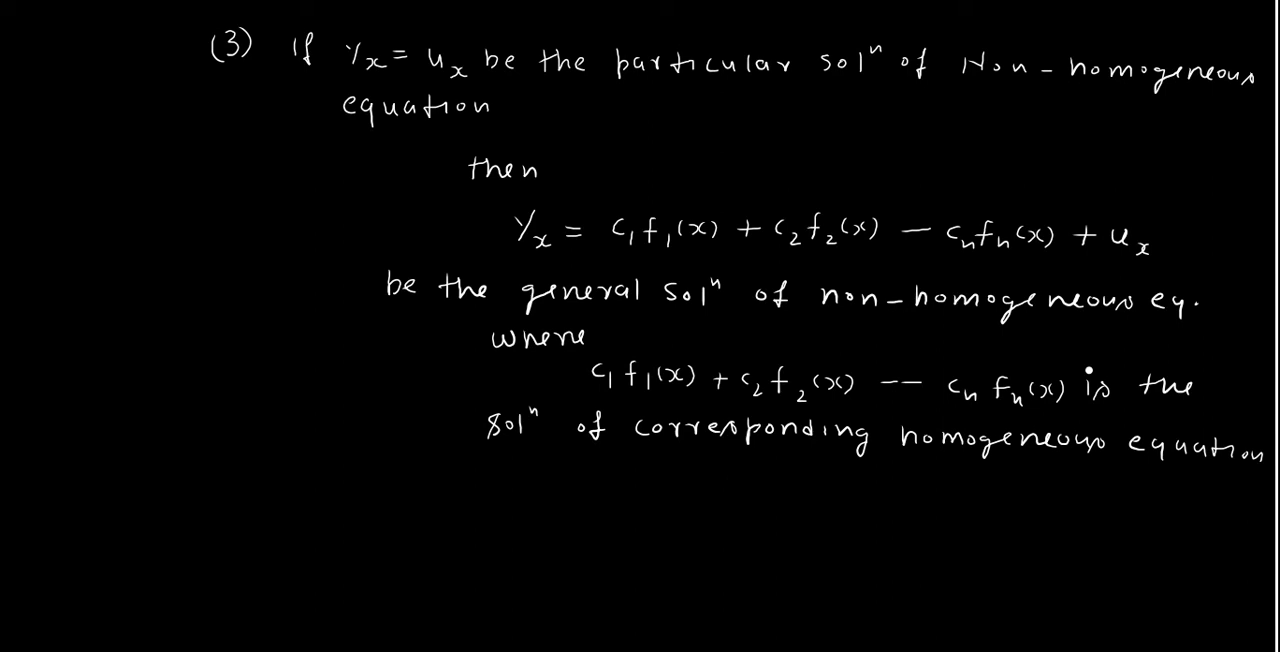 (3) If Yₓ = uₓ be the particular solⁿ of Non-homogeneous
equation
then
Yₓ = c₁f₁(x) + c₂f₂(x) — cₙfₙ(x) + uₓ
be the general solⁿ of non-homogeneous eq.
where
c₁f₁(x) + c₂f₂(x) -- cₙfₙ(x) is the
solⁿ of corresponding homogeneous equation